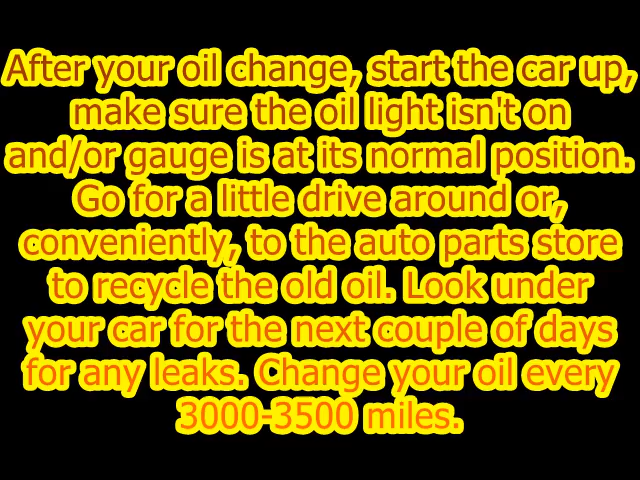 After your oil change, start the car up,
make sure the oil light isn't on
and/or gauge is at its normal position.
Go for a little drive around or,
conveniently, to the auto parts store
to recycle the old oil. Look under
your car for the next couple of days
for any leaks. Change your oil every
3000-3500 miles.